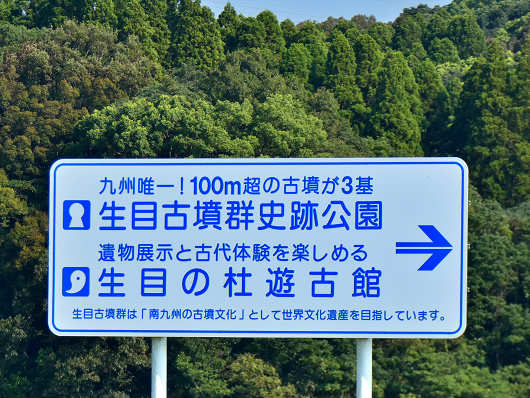 九州唯一！100m超の古墳が3基
生目古墳群史跡公園
遺物展示と古代体験を楽しめる
生目の杜遊古館
生目古墳群は「南九州の古墳文化」として世界文化遺産を目指しています。